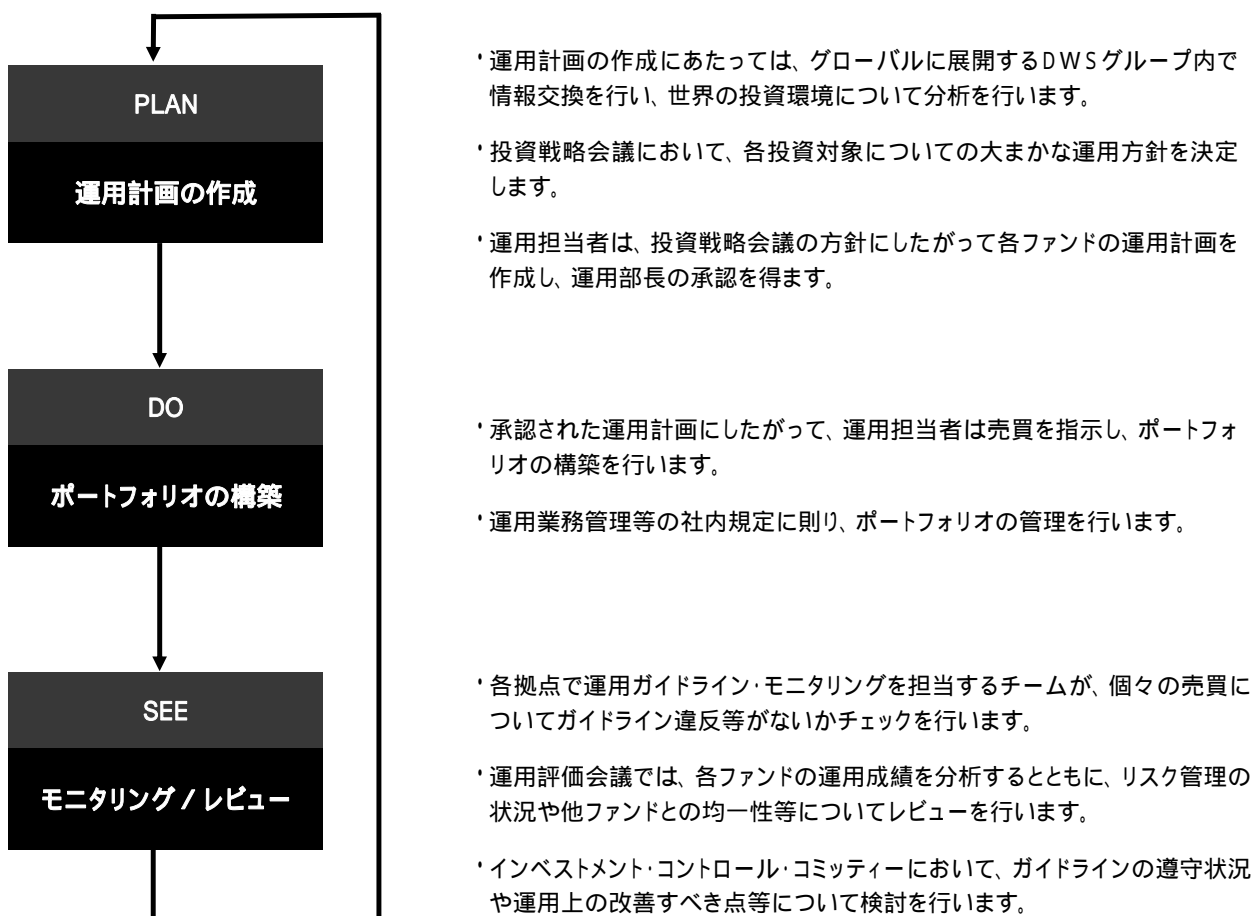 PLAN
運用計画の作成
・運用計画の作成にあたっては、グローバルに展開するDWSグループ内で
情報交換を行い、世界の投資環境について分析を行います。
・投資戦略会議において、各投資対象についての大まかな運用方針を決定
します。
・運用担当者は、投資戦略会議の方針にしたがって各ファンドの運用計画を
作成し、運用部長の承認を得ます。
DO
ポートフォリオの構築
・承認された運用計画にしたがって、運用担当者は売買を指示し、ポートフォ
リオの構築を行います。
・運用業務管理等の社内規定に則り、ポートフォリオの管理を行います。
SEE
モニタリング / レビュー
・各拠点で運用ガイドライン・モニタリングを担当するチームが、個々の売買に
ついてガイドライン違反等がないかチェックを行います。
・運用評価会議では、各ファンドの運用成績を分析するとともに、リスク管理の
状況や他ファンドとの均一性等についてレビューを行います。
・インベストメント・コントロール・コミッティーにおいて、ガイドラインの遵守状況
や運用上の改善すべき点等について検討を行います。